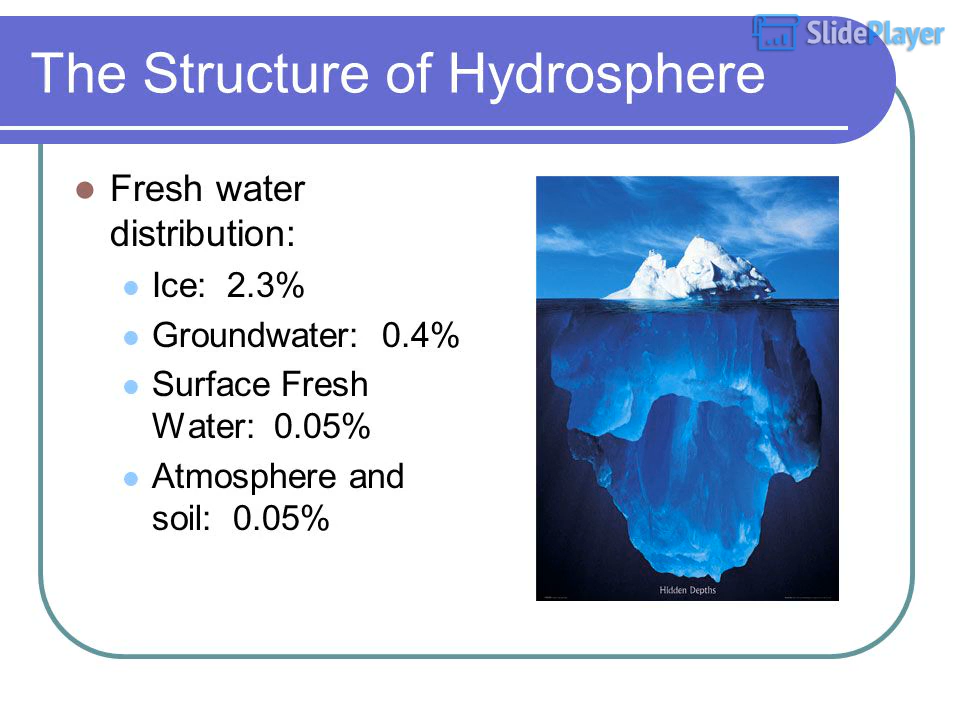 SlidePlayer
The Structure of Hydrosphere
Fresh water
distribution:
Ice: 2.3%
Groundwater: 0.4%
Surface Fresh
Water: 0.05%
Atmosphere and
soil: 0.05%
Hidden Depths